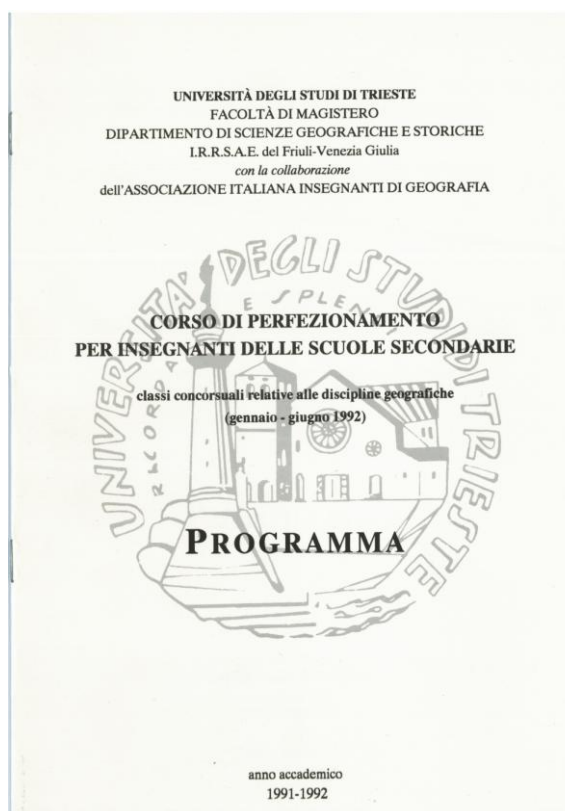 UNIVERSITÀ DEGLI STUDI DI TRIESTE
FACOLTÀ DI MAGISTERO
DIPARTIMENTO DI SCIENZE GEOGRAFICHE E STORICHE
I.R.R.S.A.E. del Friuli-Venezia Giulia
con la collaborazione
dell'ASSOCIAZIONE ITALIANA INSEGNANTI DI GEOGRAFIA
UNIVERSITA' DEGLI STUDI DI TRIESTE
RICORDA E SPLENDI
CORSO DI PERFEZIONAMENTO
PER INSEGNANTI DELLE SCUOLE SECONDARIE
classi concorsuali relative alle discipline geografiche
(gennaio - giugno 1992)
PROGRAMMA
anno accademico
1991-1992